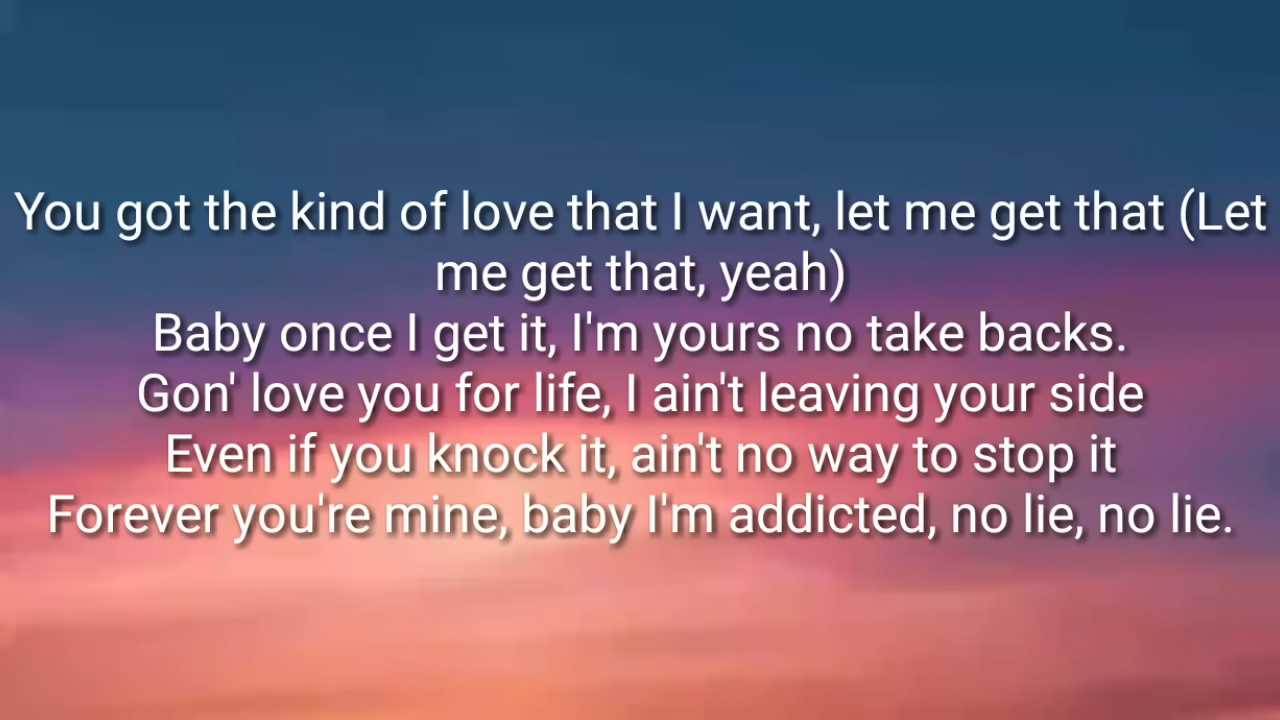 You got the kind of love that I want, let me get that (Let
me get that, yeah)
Baby once I get it, I'm yours no take backs.
Gon' love you for life, I ain't leaving your side
Even if you knock it, ain't no way to stop it
Forever you're mine, baby I'm addicted, no lie, no lie.